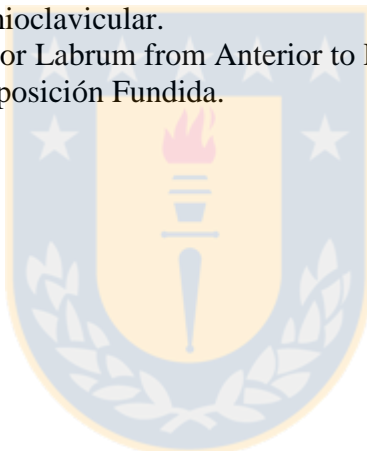 nioclavicular.
or Labrum from Anterior to
posición Fundida.